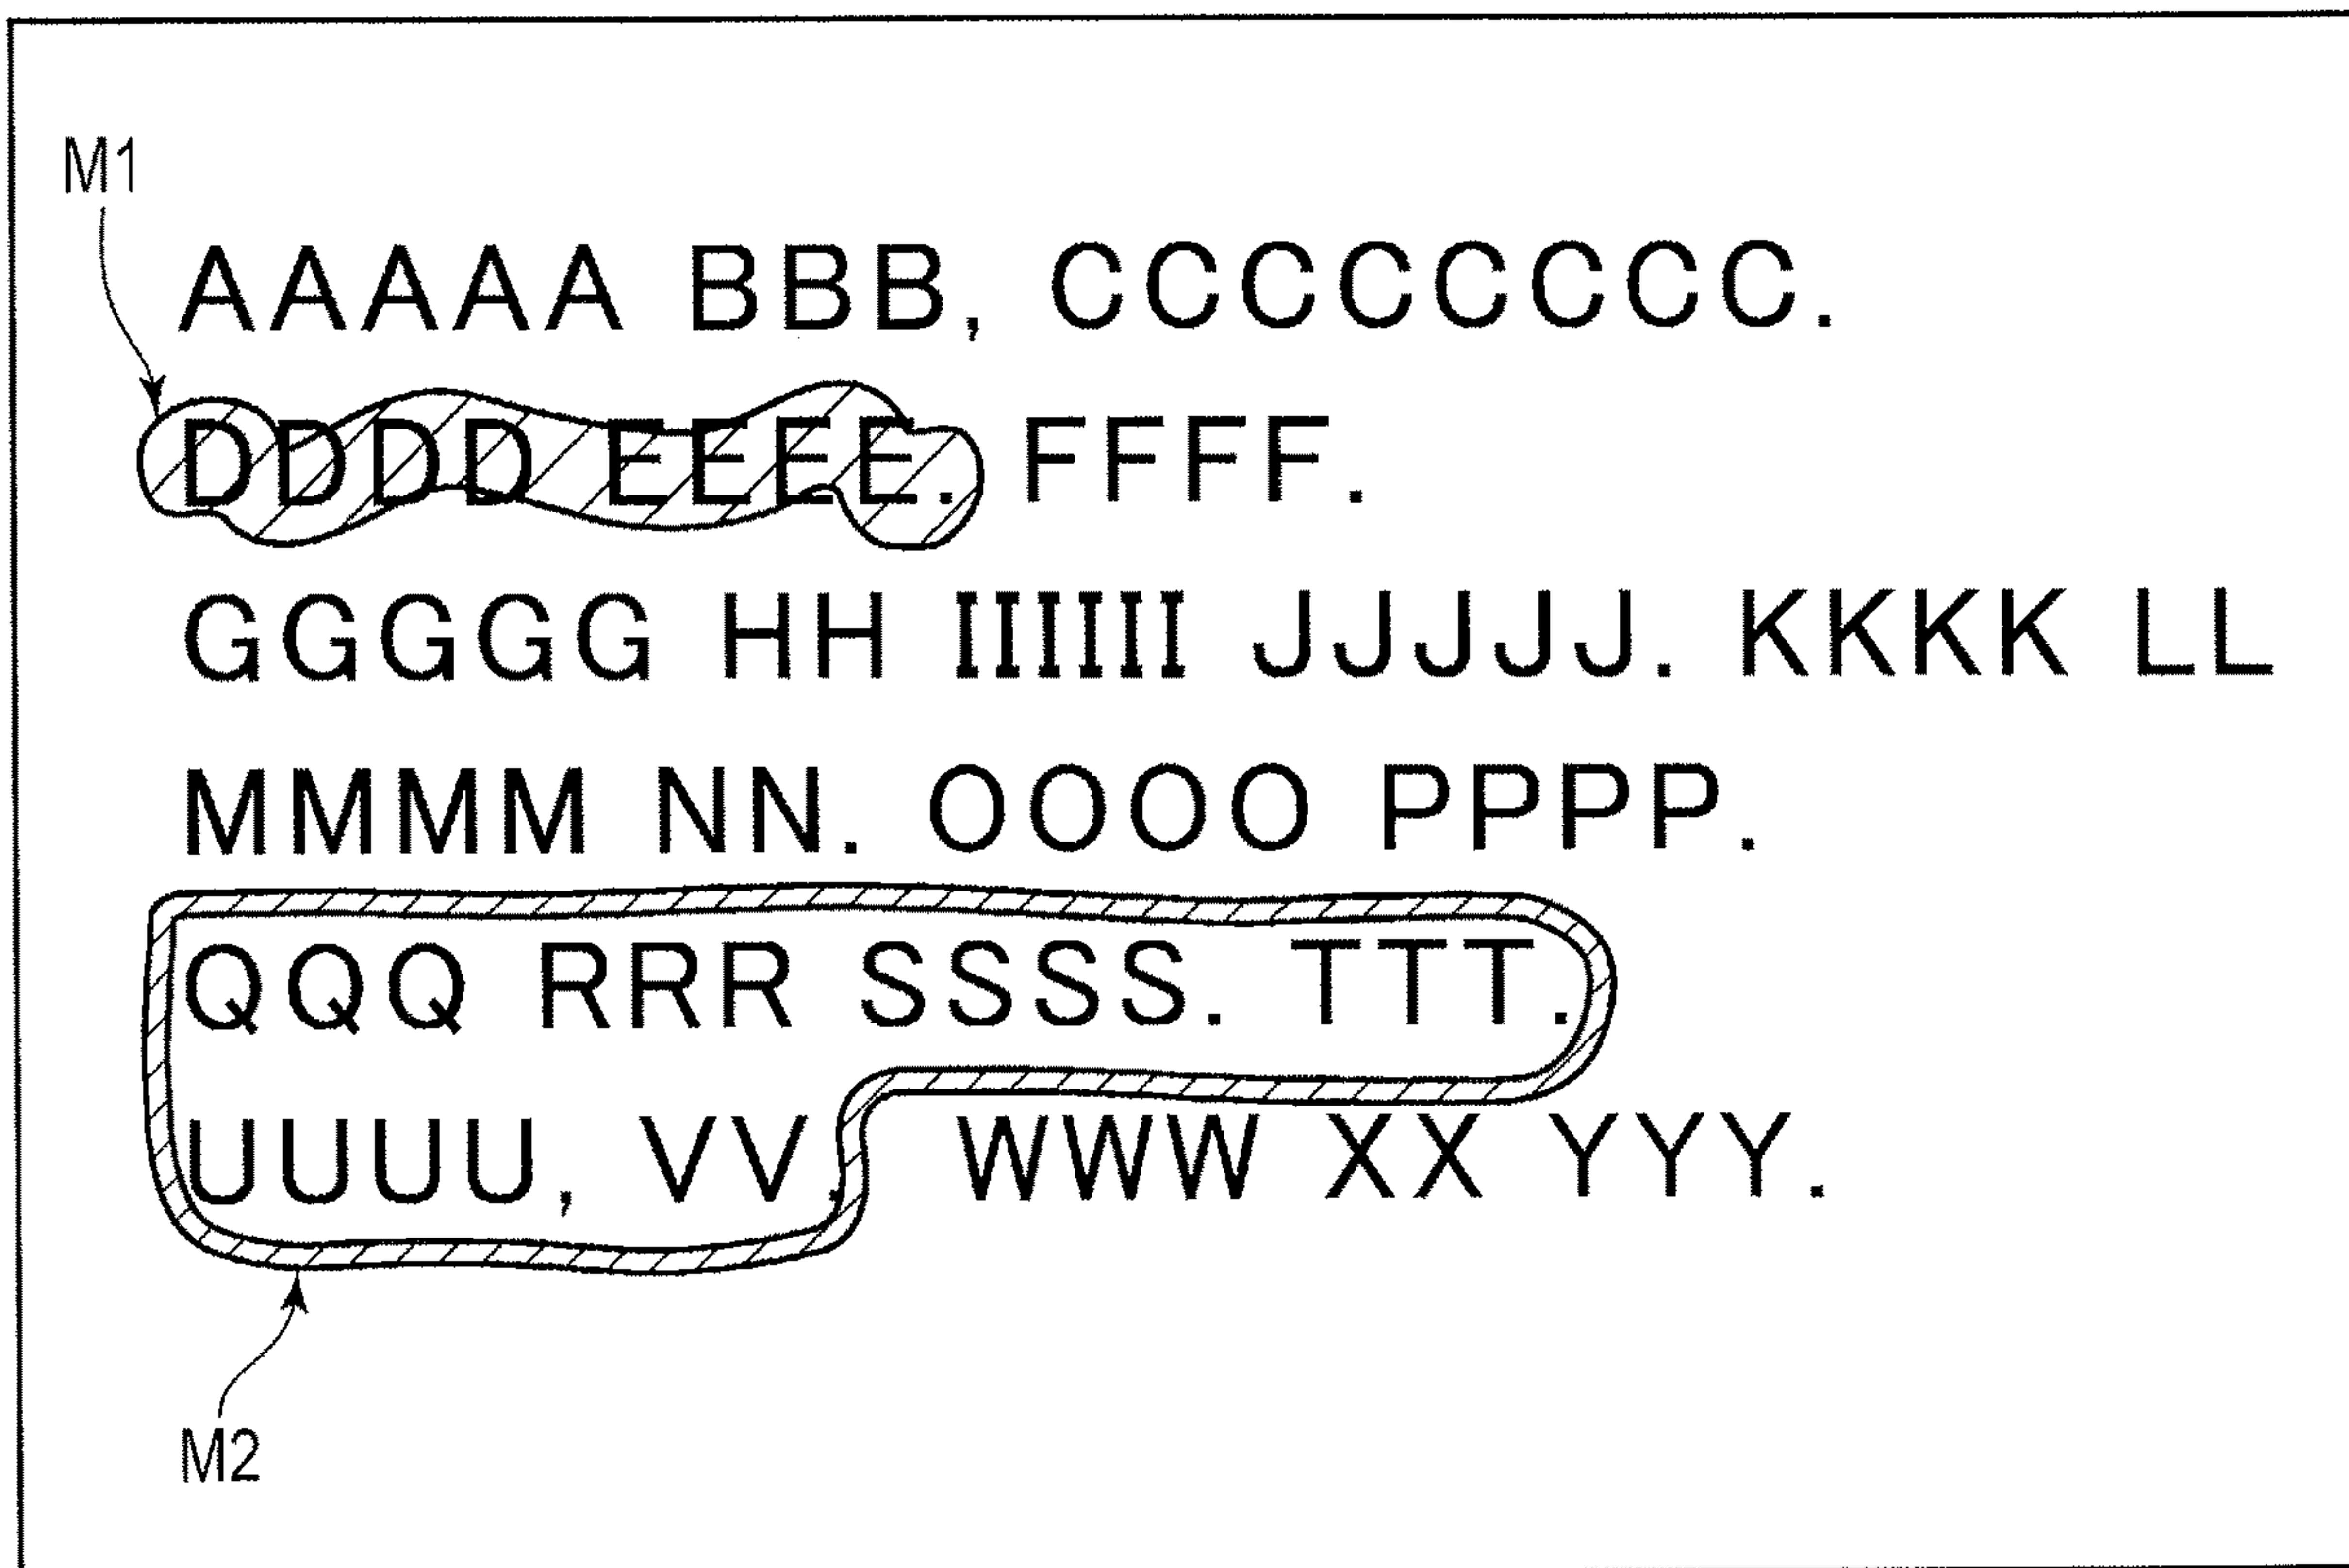 M1
AAAAA BBB, CCCCCCCC.
DDDD EEEE. FFFF.
GGGGG HH IIIIII JJJJJ. KKKK LL
MMMM NN. OOOO PPPP.
QQQ RRR SSSS. TTT.
UUUU, VV. WWW XX YYY.
M2